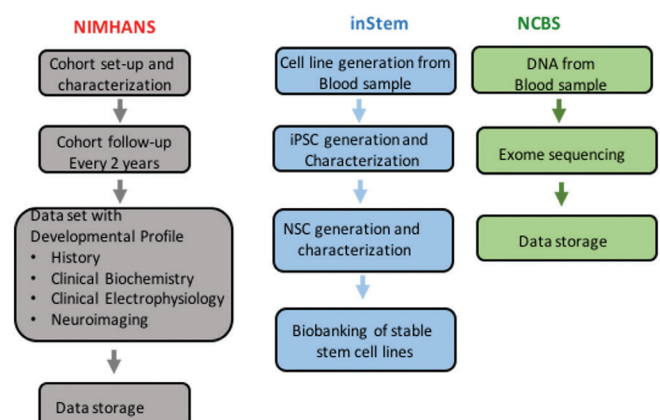 NIMHANS
Cohort set-up and
characterization
Cohort follow-up
Every 2 years
Data set with
Developmental Profile
• History
• Clinical Biochemistry
• Clinical Electrophysiology
• Neuroimaging
Data storage
inStem
Cell line generation from
Blood sample
iPSC generation and
Characterization
NSC generation and
characterization
Biobanking of stable
stem cell lines
NCBS
DNA from
Blood sample
Exome sequencing
Data storage